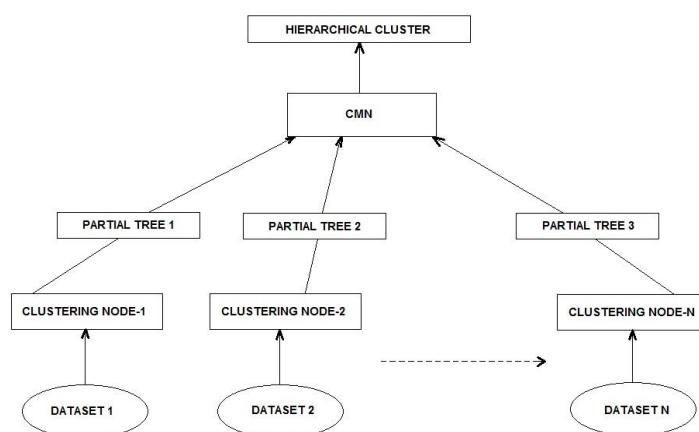 HIERARCHICAL CLUSTER
CMN
PARTIAL TREE 1
PARTIAL TREE 2
PARTIAL TREE 3
CLUSTERING NODE-1
CLUSTERING NODE-2
CLUSTERING NODE-N
DATASET 1
DATASET 2
DATASET N